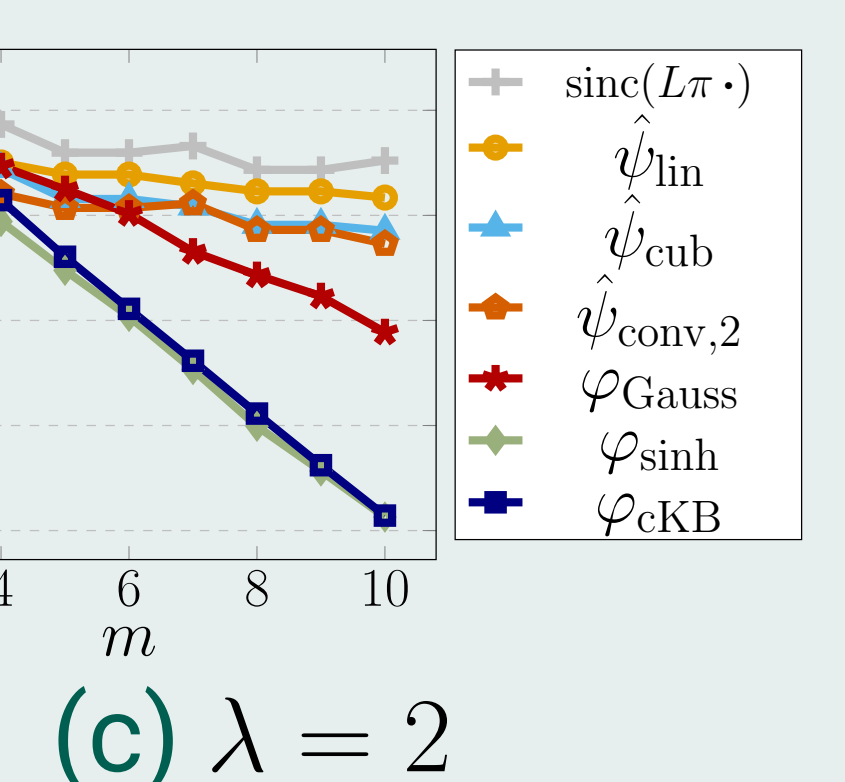 sinc(Lπ ·)
ψ̂lin
ψ̂cub
ψ̂conv,2
φGauss
φsinh
φcKB
4 6 8 10
m
(c) λ = 2